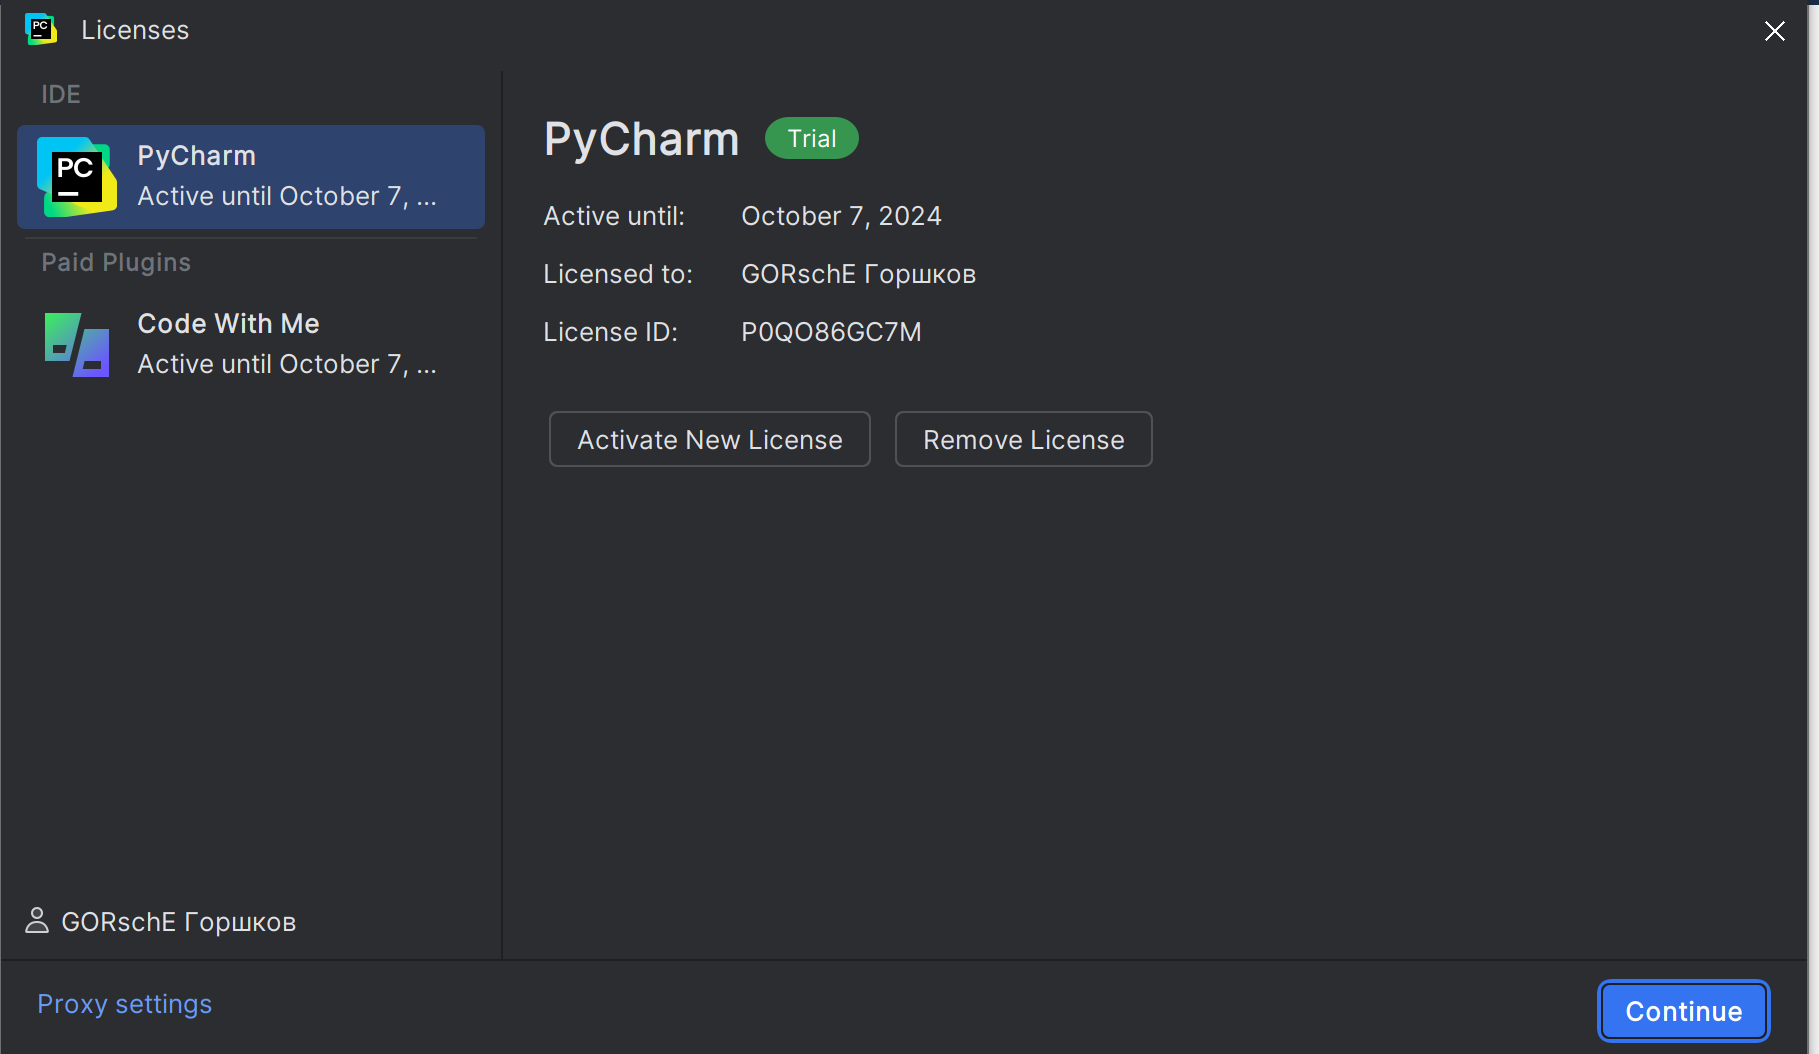 PC
Licenses
IDE
PC
PyCharm
Active until October 7, ...
Paid Plugins
Code With Me
Active until October 7, ...
GORschE Горшков
PyCharm Trial
Active until: October 7, 2024
Licensed to: GORschE Горшков
License ID: P0QO86GC7M
Activate New License Remove License
Proxy settings
Continue